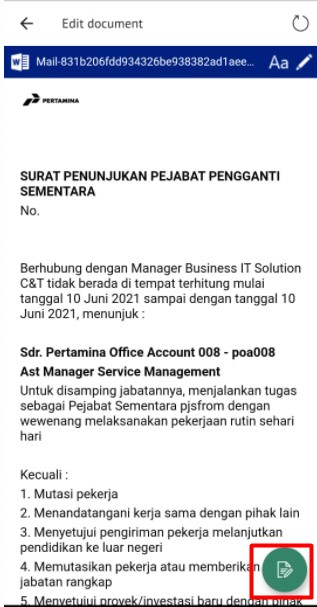 Edit document
Mail-831b206fdd934326be938382ad1aee... Aa
PERTAMINA
SURAT PENUNJUKAN PEJABAT PENGGANTI
SEMENTARA
No.
Berhubung dengan Manager Business IT Solution
C&T tidak berada di tempat terhitung mulai
tanggal 10 Juni 2021 sampai dengan tanggal 10
Juni 2021, menunjuk :
Sdr. Pertamina Office Account 008 - poa008
Ast Manager Service Management
Untuk disamping jabatannya, menjalankan tugas
sebagai Pejabat Sementara pjsfrom dengan
wewenang melaksanakan pekerjaan rutin sehari
hari
Kecuali :
1. Mutasi pekerja
2. Menandatangani kerja sama dengan pihak lain
3. Menyetujui pengiriman pekerja melanjutkan
pendidikan ke luar negeri
4. Memutasikan pekerja atau memberikan
jabatan rangkap
5. Menyetujui proyek/investasi baru dengan pihak